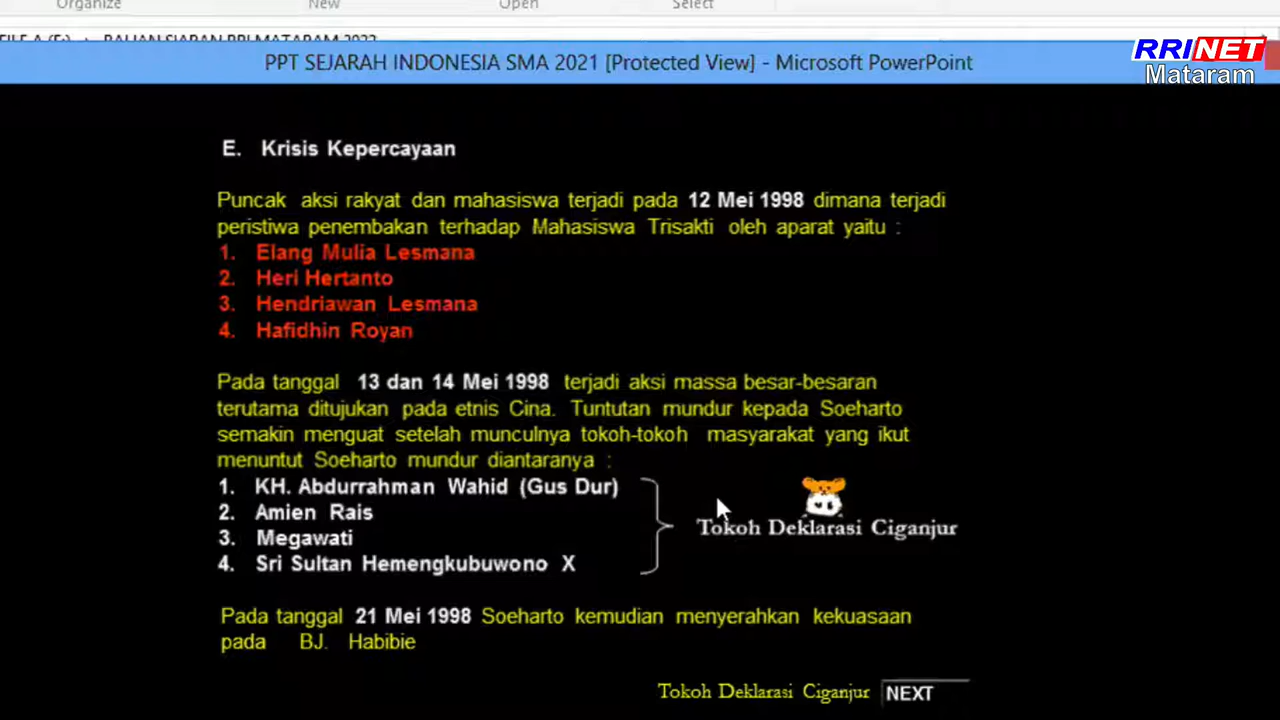 Organize New Open Select
RRINET
PPT SEJARAH INDONESIA SMA 2021 [Protected View] - Microsoft PowerPoint
Mataram
E. Krisis Kepercayaan
Puncak aksi rakyat dan mahasiswa terjadi pada 12 Mei 1998 dimana terjadi
peristiwa penembakan terhadap Mahasiswa Trisakti oleh aparat yaitu :
1. Elang Mulia Lesmana
2. Heri Hertanto
3. Hendriawan Lesmana
4. Hafidhin Royan
Pada tanggal 13 dan 14 Mei 1998 terjadi aksi massa besar-besaran
terutama ditujukan pada etnis Cina. Tuntutan mundur kepada Soeharto
semakin menguat setelah munculnya tokoh-tokoh masyarakat yang ikut
menuntut Soeharto mundur diantaranya :
1. KH. Abdurrahman Wahid (Gus Dur)
2. Amien Rais
3. Megawati
4. Sri Sultan Hemengkubuwono X
Tokoh Deklarasi Ciganjur
Pada tanggal 21 Mei 1998 Soeharto kemudian menyerahkan kekuasaan
pada BJ. Habibie
Tokoh Deklarasi Ciganjur NEXT